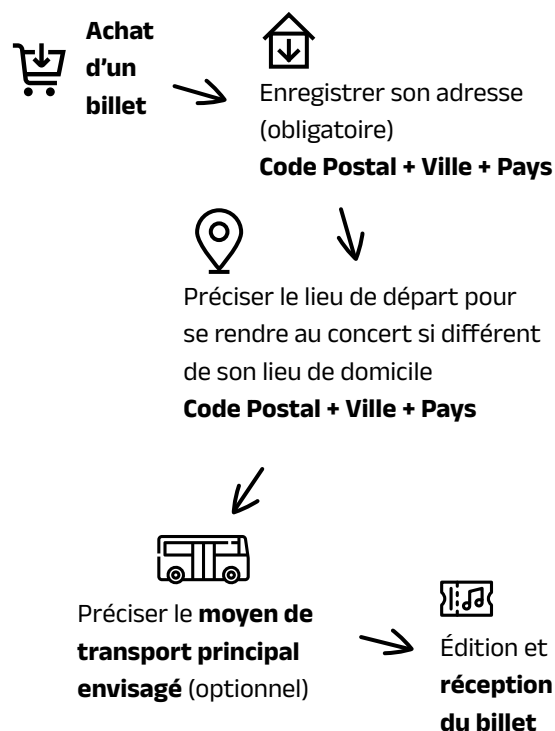 Achat
d’un
billet
Enregistrer son adresse
(obligatoire)
Code Postal + Ville + Pays
Préciser le lieu de départ pour
se rendre au concert si différent
de son lieu de domicile
Code Postal + Ville + Pays
Préciser le moyen de
transport principal
envisagé (optionnel)
Édition et
réception
du billet